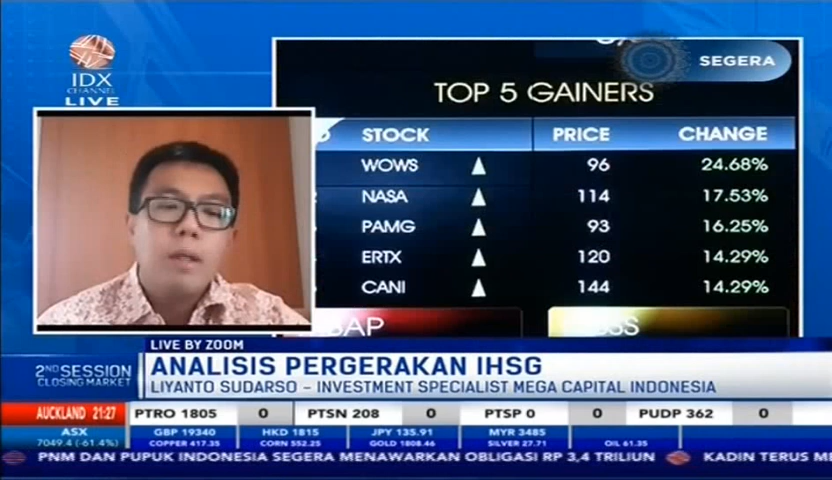 IDX
CHANNEL
LIVE
SEGERA
TOP 5 GAINERS
STOCK PRICE CHANGE
WOWS ▲ 96 24.68%
NASA ▲ 114 17.53%
PAMG ▲ 93 16.25%
ERTX ▲ 120 14.29%
CANI ▲ 144 14.29%
LIVE BY ZOOM
2ND SESSION
CLOSING MARKET
ANALISIS PERGERAKAN IHSG
LIYANTO SUDARSO – INVESTMENT SPECIALIST MEGA CAPITAL INDONESIA
AUCKLAND 21:27 PTRO 1805 0 PTSN 208 0 PTSP 0 0 PUDP 362 0
ASX GBP 19340 HKD 1815 JPY 135.91 MYR 3485
7049.4 (-61.4%) COPPER 417.35 CORN 552.25 GOLD 1808.46 SILVER 27.71 OIL 61.35
PNM DAN PUPUK INDONESIA SEGERA MENAWARKAN OBLIGASI RP 3,4 TRILIUN KADIN TERUS